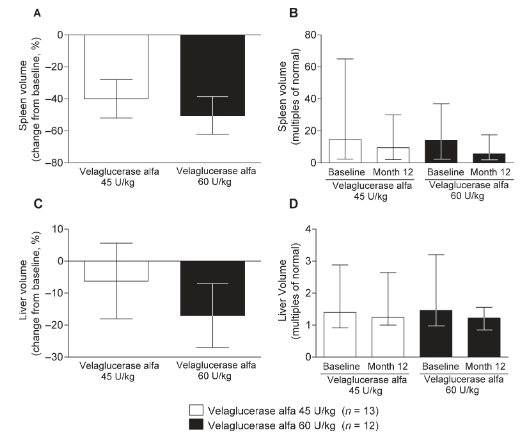 A
Spleen volume
(change from baseline, %)
0
–20
–40
–60
–80
Velaglucerase alfa
45 U/kg
Velaglucerase alfa
60 U/kg
B
Spleen volume
(multiples of normal)
80
60
40
20
0
Baseline Month 12 Baseline Month 12
Velaglucerase alfa
45 U/kg
Velaglucerase alfa
60 U/kg
C
Liver volume
(change from baseline, %)
10
0
–10
–20
–30
Velaglucerase alfa
45 U/kg
Velaglucerase alfa
60 U/kg
D
Liver Volume
(multiples of normal)
4
3
2
1
0
Baseline Month 12 Baseline Month 12
Velaglucerase alfa
45 U/kg
Velaglucerase alfa
60 U/kg
Velaglucerase alfa 45 U/kg (n = 13)
Velaglucerase alfa 60 U/kg (n = 12)